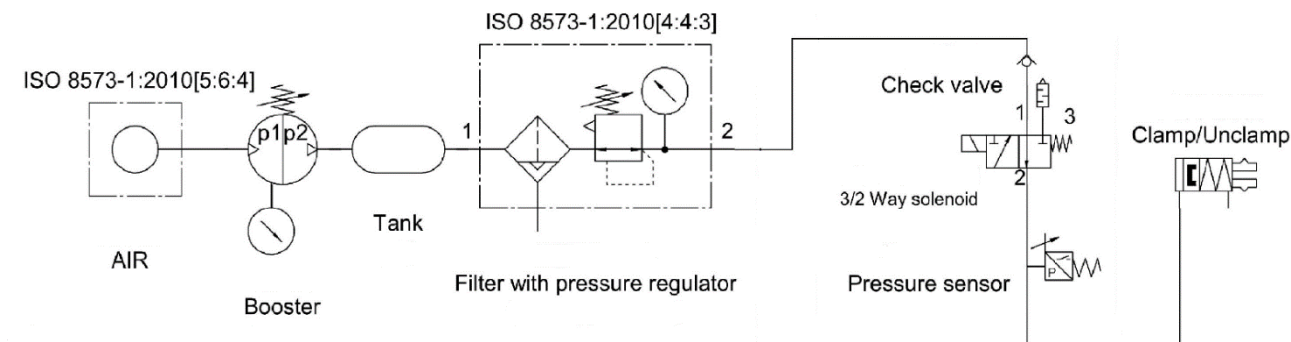 ISO 8573-1:2010[4:4:3]
ISO 8573-1:2010[5:6:4]
Check valve
p1 p2
1
2
1
3
Clamp/Unclamp
2
3/2 Way solenoid
Tank
AIR
Filter with pressure regulator
Pressure sensor
P
Booster